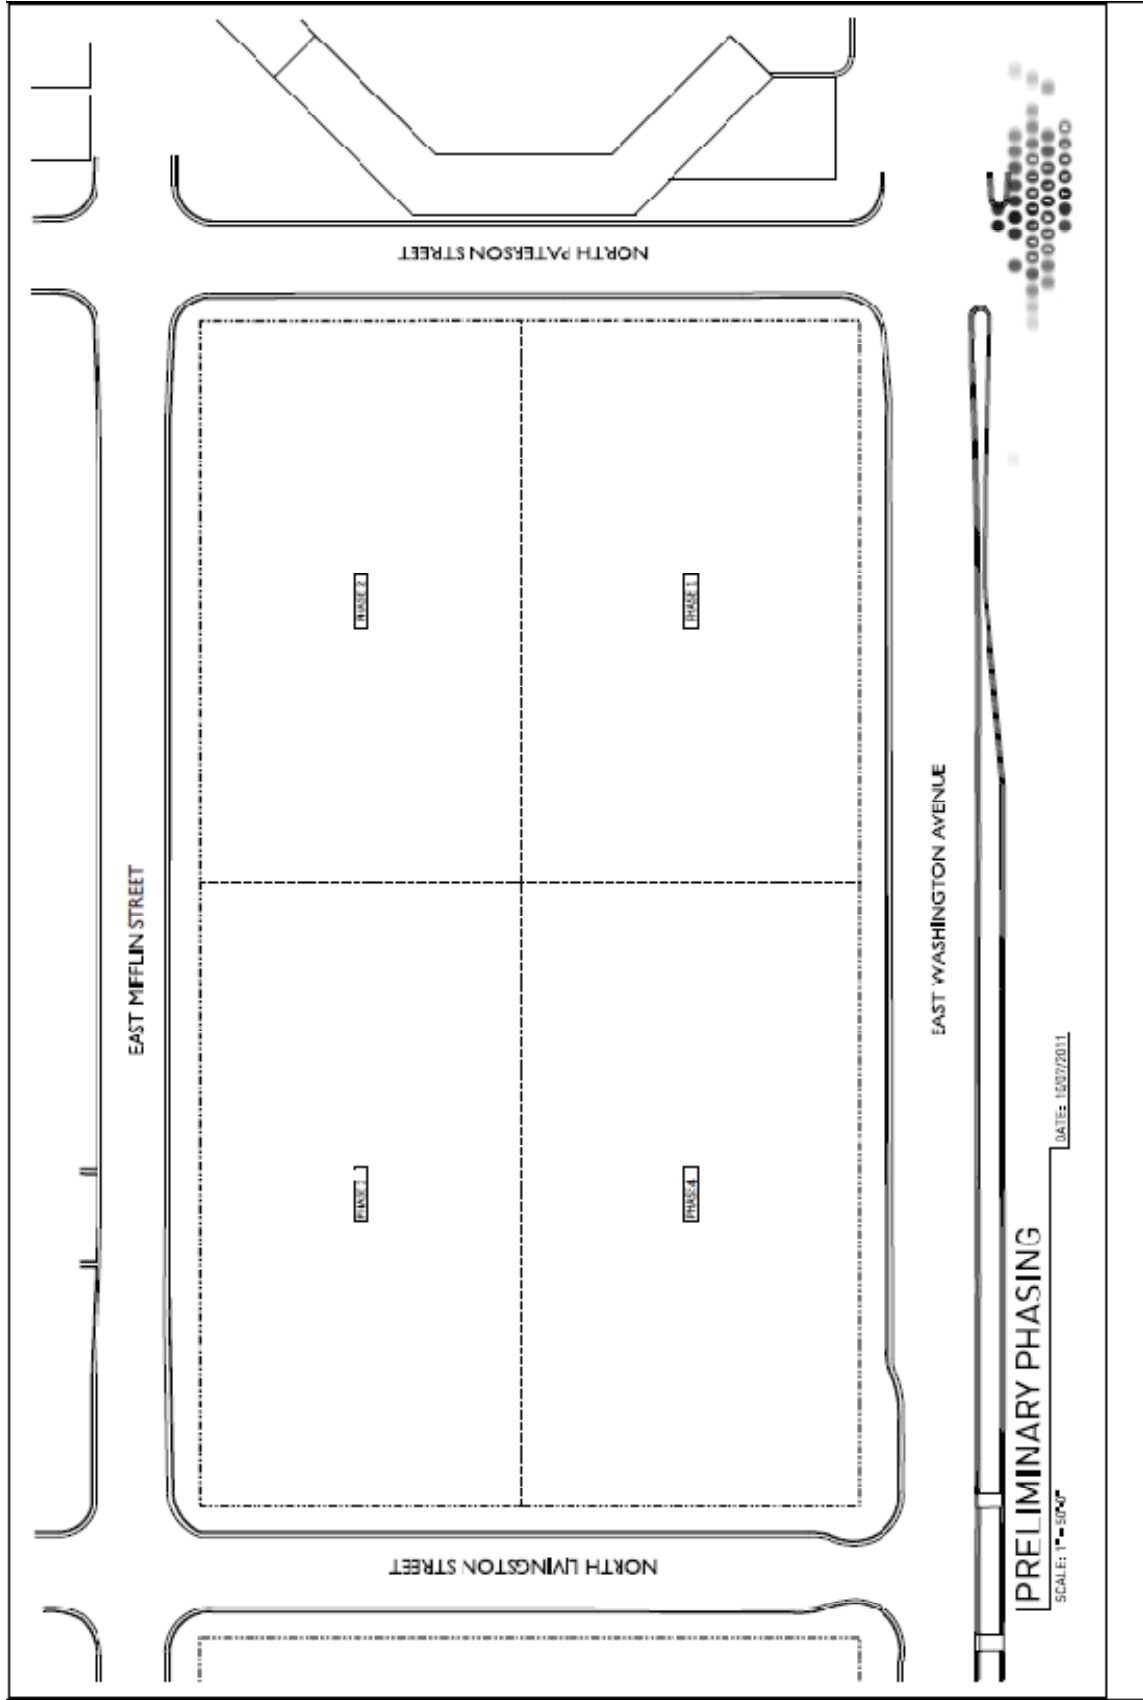 NORTH PATERSON STREET
PHASE 2
PHASE 1
EAST MIFFLIN STREET
EAST WASHINGTON AVENUE
PHASE
PHASE 4
NORTH LIVINGSTON STREET
PRELIMINARY PHASING
SCALE: 1" = 50'-0"
DATE: 10/07/2011